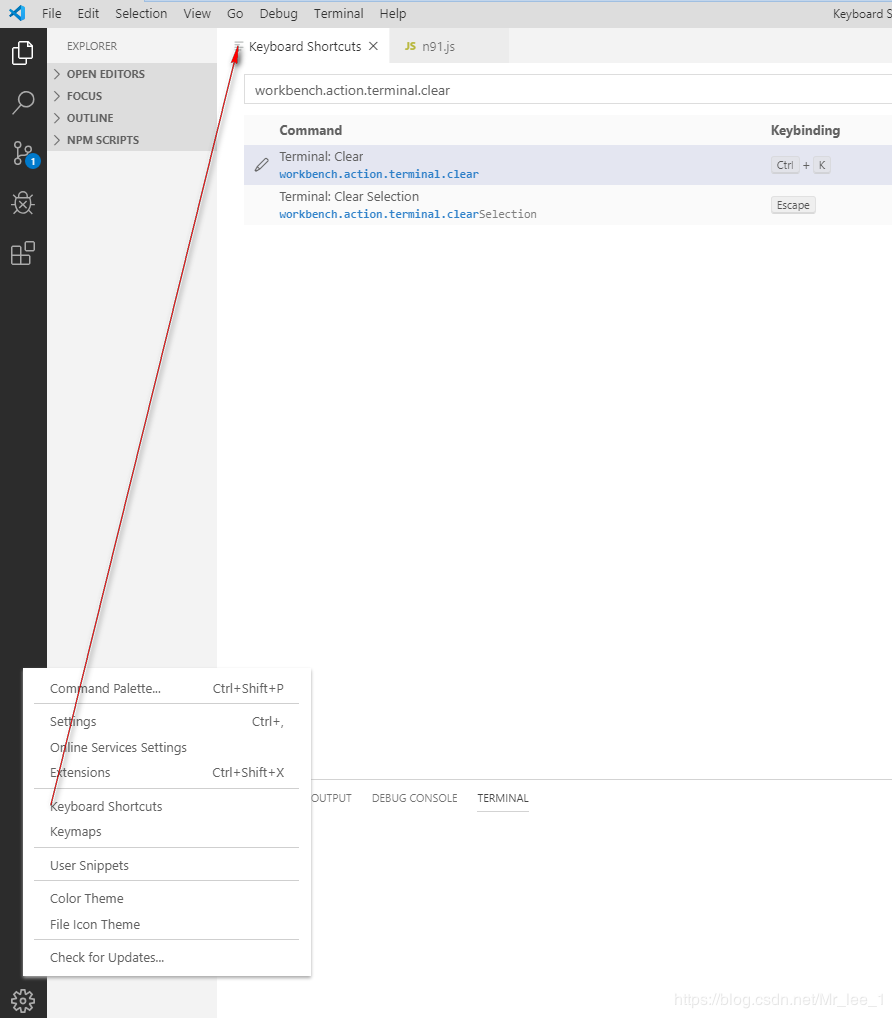 File Edit Selection View Go Debug Terminal Help Keyboard S
EXPLORER
OPEN EDITORS
FOCUS
OUTLINE
NPM SCRIPTS
1
Keyboard Shortcuts
JS n91.js
workbench.action.terminal.clear
Command Keybinding
Terminal: Clear
workbench.action.terminal.clear
Ctrl + K
Terminal: Clear Selection
workbench.action.terminal.clearSelection
Escape
Command Palette... Ctrl+Shift+P
Settings Ctrl+,
Online Services Settings
Extensions Ctrl+Shift+X
Keyboard Shortcuts
Keymaps
User Snippets
Color Theme
File Icon Theme
Check for Updates...
OUTPUT DEBUG CONSOLE TERMINAL
https://blog.csdn.net/Mr_lee_1